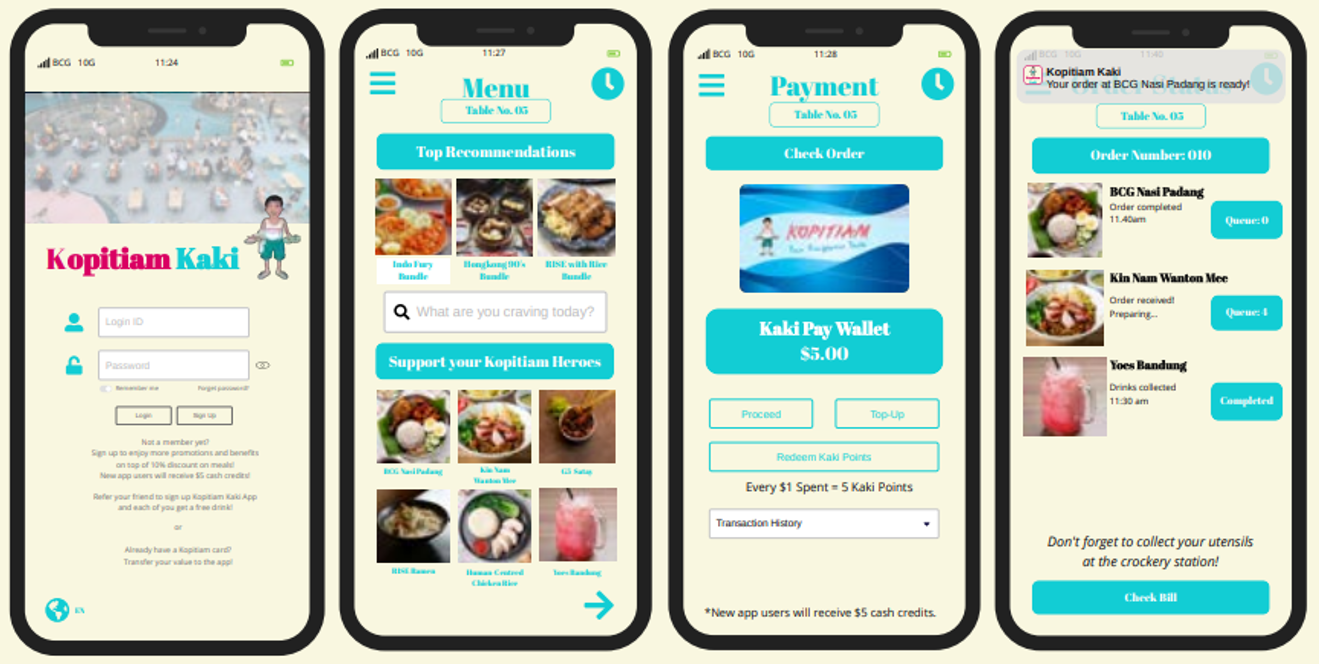 BCG 10G 11:24
Kopitiam Kaki
Login ID
Password
Remember me Forget password?
Login Sign Up
Not a member yet?
Sign up to enjoy more promotions and benefits
on top of 10% discount on meals!
New app users will receive $5 cash credits!
Refer your friend to sign up Kopitiam Kaki App
and each of you get a free drink!
or
Already have a Kopitiam card?
Transfer your value to the app!
EN
BCG 10G 11:27
Menu
Table No. 05
Top Recommendations
Indo Fury
Bundle
Hongkong 90's
Bundle
RISE with Rice
Bundle
What are you craving today?
Support your Kopitiam Heroes
BCG Nasi Padang
Kin Nam
Wanton Mee
G5 Satay
RISE Ramen
Human Centred
Chicken Rice
Yoes Bandung
BCG 10G 11:28
Payment
Table No. 05
Check Order
KOPITIAM
Kaki Pay Wallet
$5.00
Proceed Top-Up
Redeem Kaki Points
Every $1 Spent = 5 Kaki Points
Transaction History
*New app users will receive $5 cash credits.
BCG 10G 11:40
Kopitiam Kaki
Your order at BCG Nasi Padang is ready!
Order Status
Table No. 05
Order Number: 010
BCG Nasi Padang
Order completed
11.40am
Queue: 0
Kin Nam Wanton Mee
Order received!
Preparing...
Queue: 4
Yoes Bandung
Drinks collected
11:30 am
Completed
Don't forget to collect your utensils
at the crockery station!
Check Bill